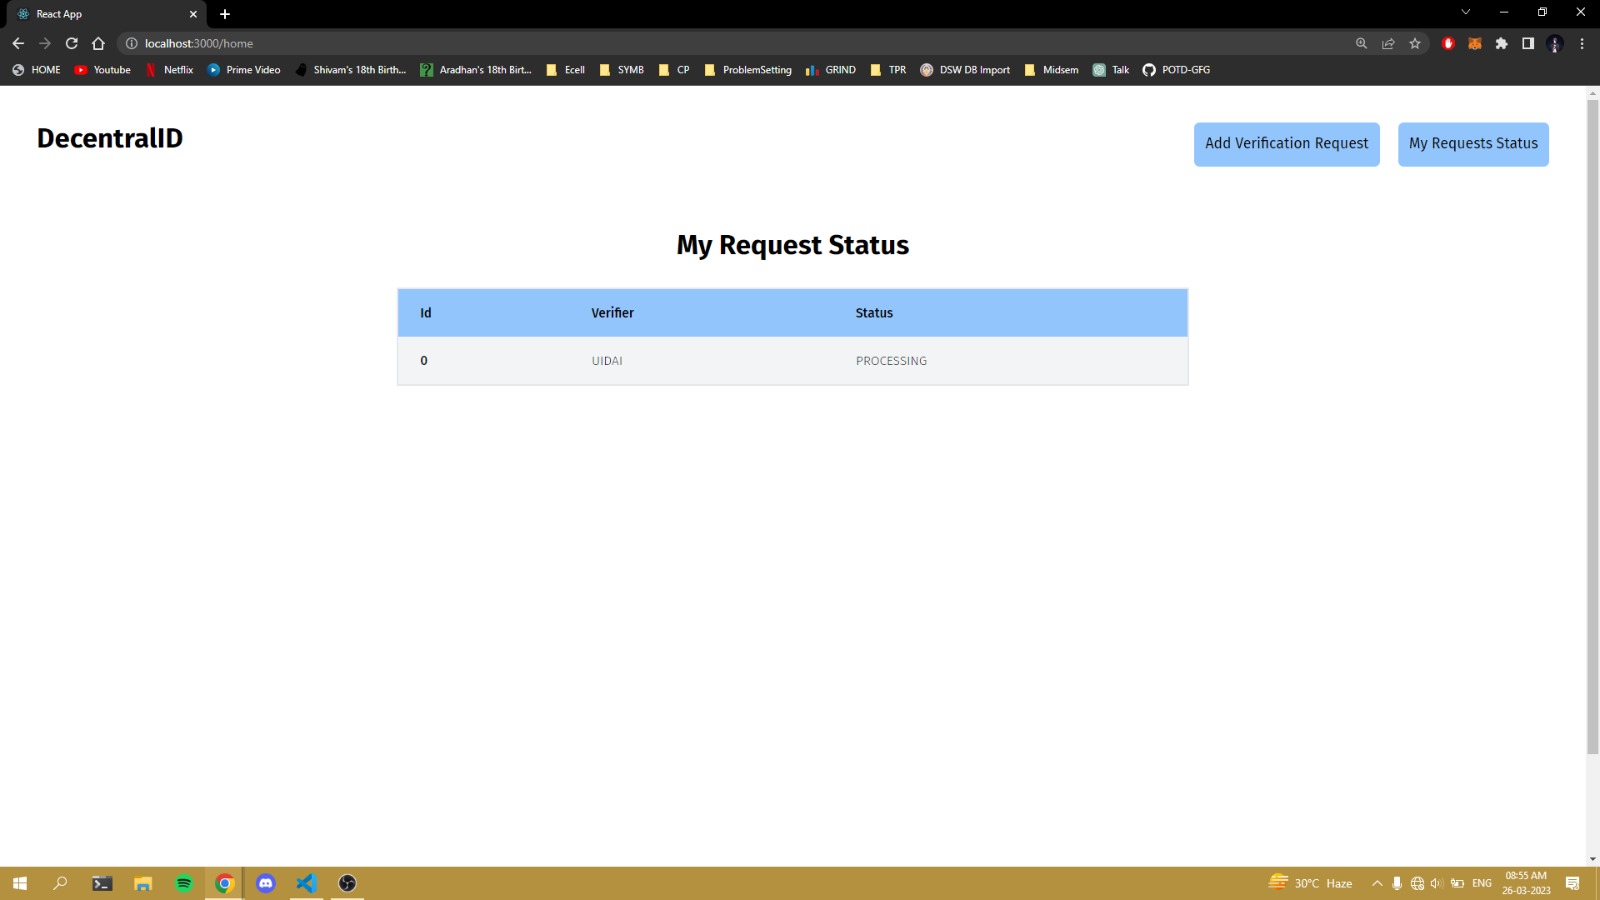 React App
localhost:3000/home
HOME Youtube Netflix Prime Video Shivam's 18th Birth... Aradhan's 18th Birt... Ecell SYMB CP ProblemSetting GRIND TPR DSW DB Import Midsem Talk POTD-GFG
DecentralID
Add Verification Request
My Requests Status
My Request Status
Id Verifier Status
0 UIDAI PROCESSING
30°C Haze
ENG
08:55 AM
26-03-2023